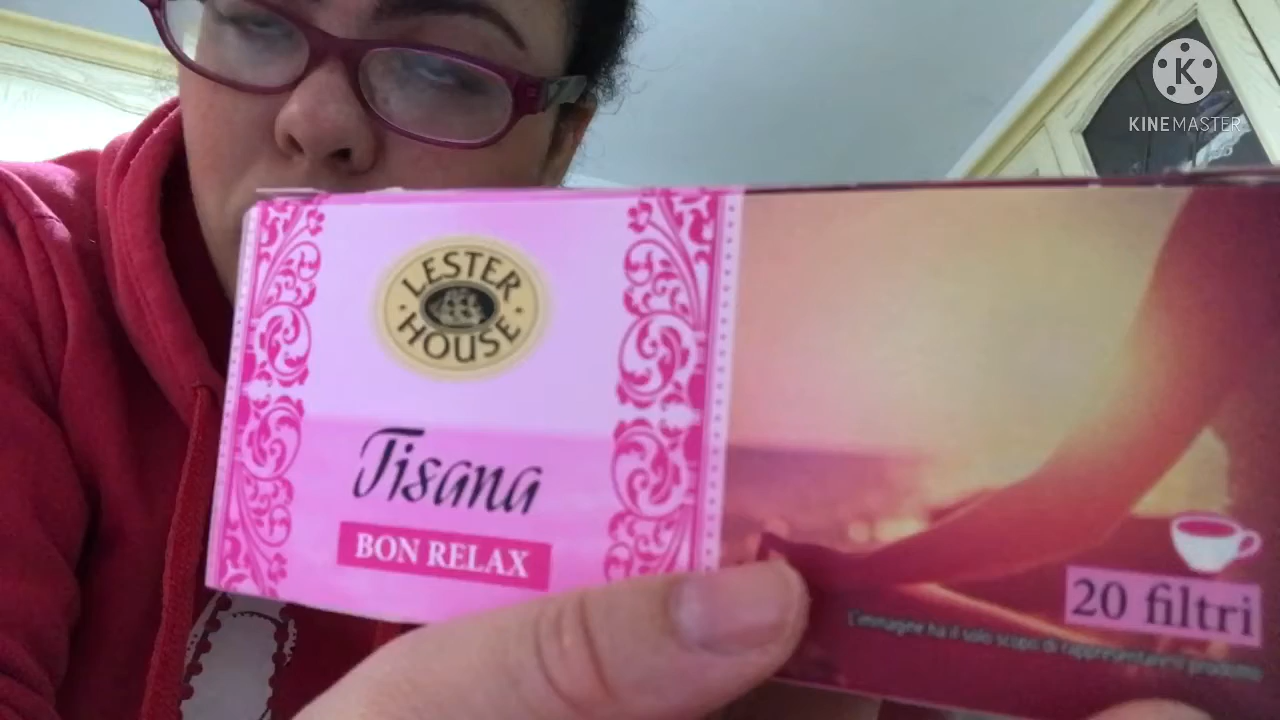 K
KINEMASTER
LESTER
HOUSE
Tisana
BON RELAX
20 filtri
L'immagine ha il solo scopo di rappresentare il prodotto